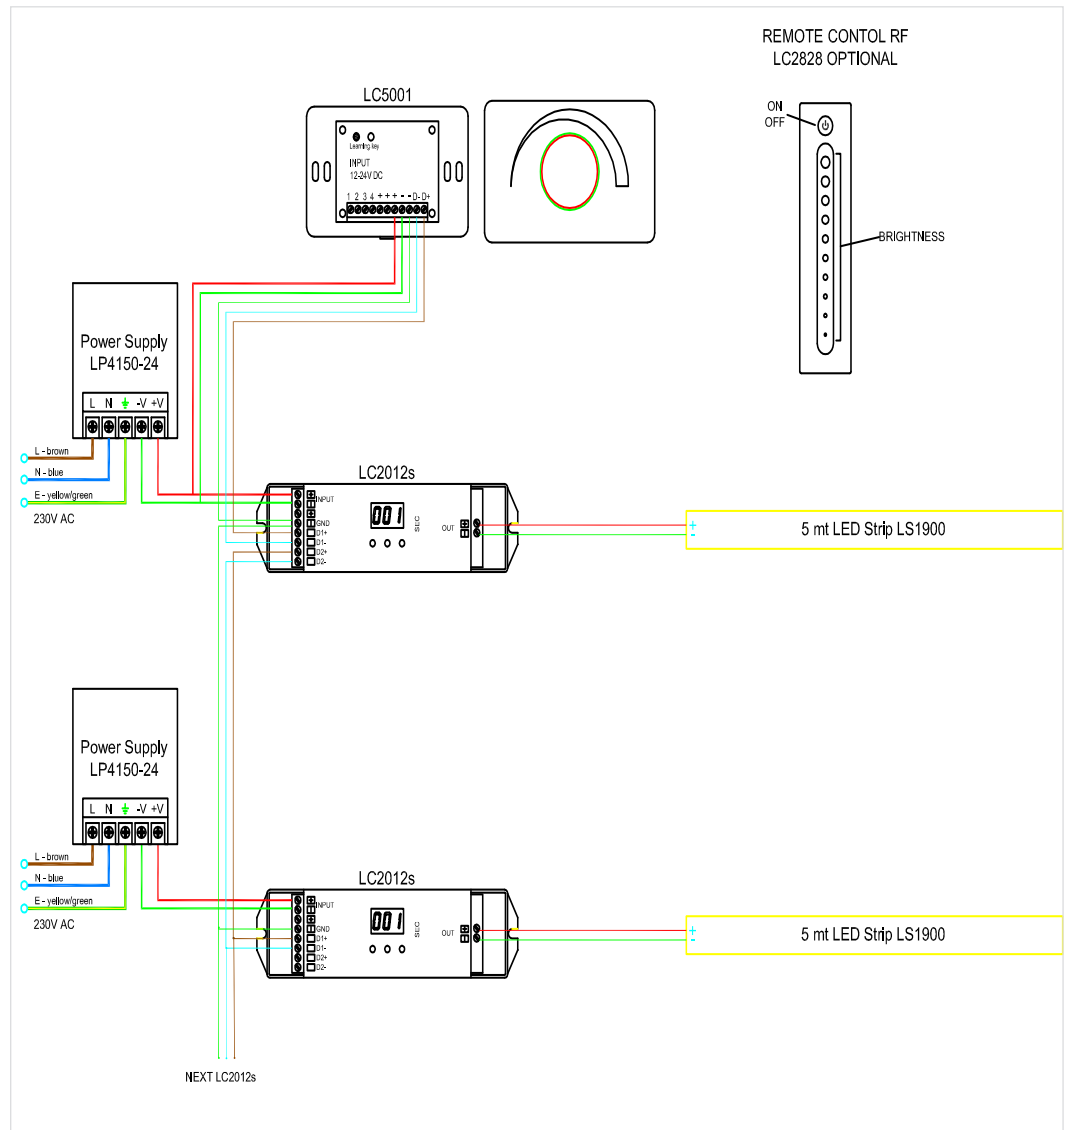 REMOTE CONTOL RF
LC2828 OPTIONAL
ON
OFF
BRIGHTNESS
LC5001
Learning key
INPUT
12-24V DC
1 2 3 4 + + + - - D- D+
Power Supply
LP4150-24
L N -V +V
L - brown
N - blue
E - yellow/green
230V AC
LC2012s
INPUT
GND
D1+
D1-
D2+
D2-
001
SEC
OUT
+
-
5 mt LED Strip LS1900
Power Supply
LP4150-24
L N -V +V
L - brown
N - blue
E - yellow/green
230V AC
LC2012s
INPUT
GND
D1+
D1-
D2+
D2-
001
SEC
OUT
+
-
5 mt LED Strip LS1900
NEXT LC2012s